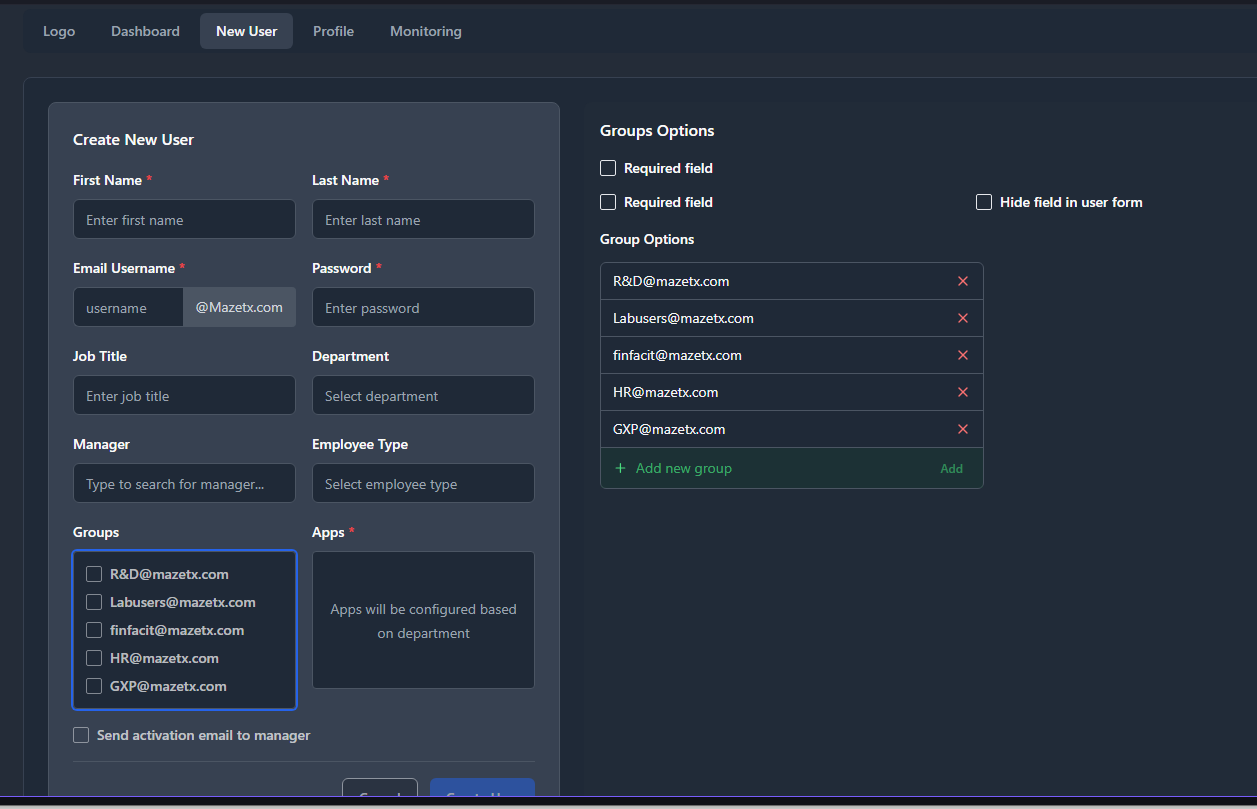 Logo Dashboard New User Profile Monitoring
Create New User
First Name *
Last Name *
Enter first name
Enter last name
Email Username *
Password *
username @Mazetx.com
Enter password
Job Title
Department
Enter job title
Select department
Manager
Employee Type
Type to search for manager...
Select employee type
Groups
Apps *
R&D@mazetx.com
Labusers@mazetx.com
finfacit@mazetx.com
HR@mazetx.com
GXP@mazetx.com
Apps will be configured based
on department
Send activation email to manager
Groups Options
Required field
Required field
Hide field in user form
Group Options
R&D@mazetx.com
Labusers@mazetx.com
finfacit@mazetx.com
HR@mazetx.com
GXP@mazetx.com
+ Add new group Add